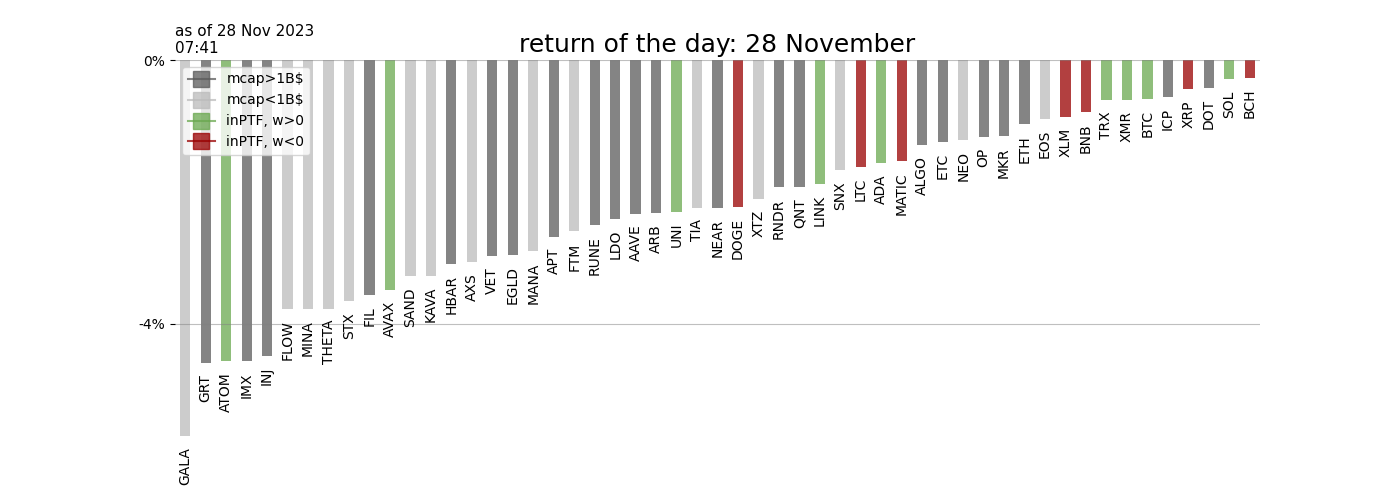 as of 28 Nov 2023
07:41
return of the day: 28 November
0%
-4%
mcap>1B$
mcap<1B$
inPTF, w>0
inPTF, w<0
GALA
GRT
ATOM
IMX
INJ
FLOW
MINA
THETA
STX
FIL
AVAX
SAND
KAVA
HBAR
AXS
VET
EGLD
MANA
APT
FTM
RUNE
LDO
AAVE
ARB
UNI
TIA
NEAR
DOGE
XTZ
RNDR
QNT
LINK
SNX
LTC
ADA
MATIC
ALGO
ETC
NEO
OP
MKR
ETH
EOS
XLM
BNB
TRX
XMR
BTC
ICP
XRP
DOT
SOL
BCH